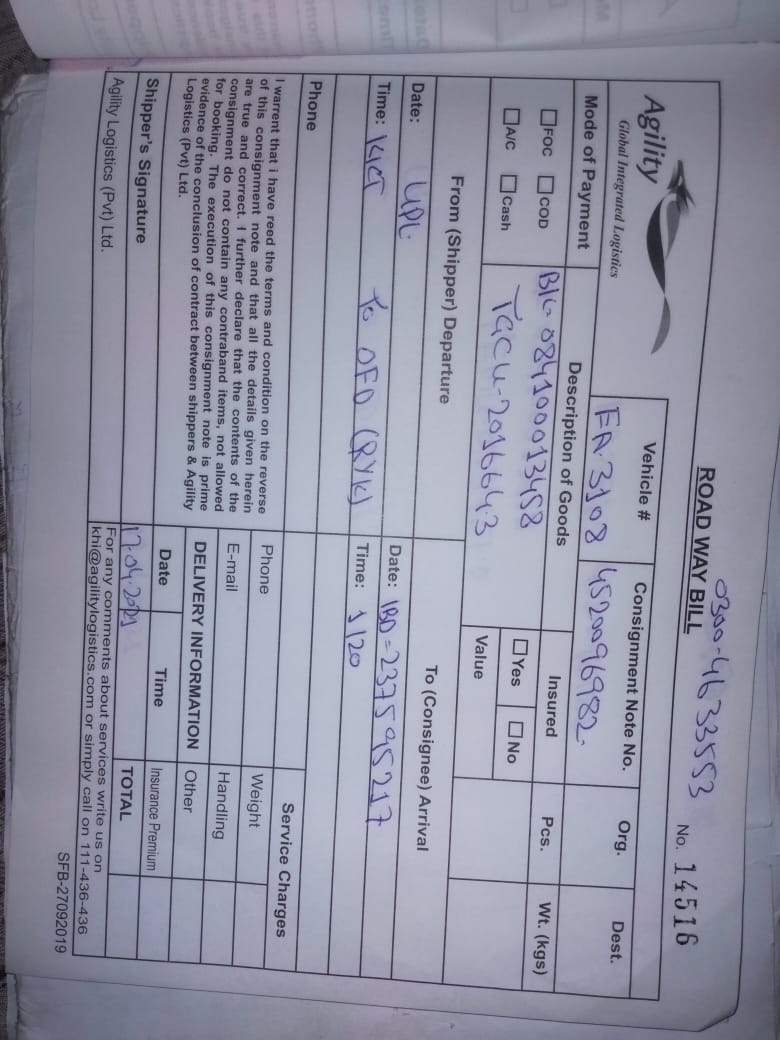 0300-4633553
ROAD WAY BILL
No. 14516
Agility
Global Integrated Logistics
Vehicle #
EA-3108
Consignment Note No.
4520096982.
Org.
Dest.
Mode of Payment
FOC COD
A/C Cash
Description of Goods
B/L- 084100013458
TGCU-2016643
Insured
Yes No
Value
Pcs.
Wt. (kgs)
From (Shipper) Departure
Date: UPL
Time: KICT To OFD (RYK)
To (Consignee) Arrival
Date: IBD=237595217
Time: 1/20
Phone
I warrent that i have reed the terms and condition on the reverse
of this consignment note and that all the details given herein
are true and correct. I further declare that the contents of the
consignment do not contain any contraband items, not allowed
for booking. The execution of this consignment note is prime
evidence of the conclusion of contract between shippers & Agility
Logistics (Pvt) Ltd.
Shipper's Signature
Agility Logistics (Pvt) Ltd.
Phone
E-mail
DELIVERY INFORMATION
Date Time
17.04.2021
Service Charges
Weight
Handling
Other
Insurance Premium
TOTAL
For any comments about services write us on
khi@agilitylogistics.com or simply call on 111-436-436
SFB-27092019